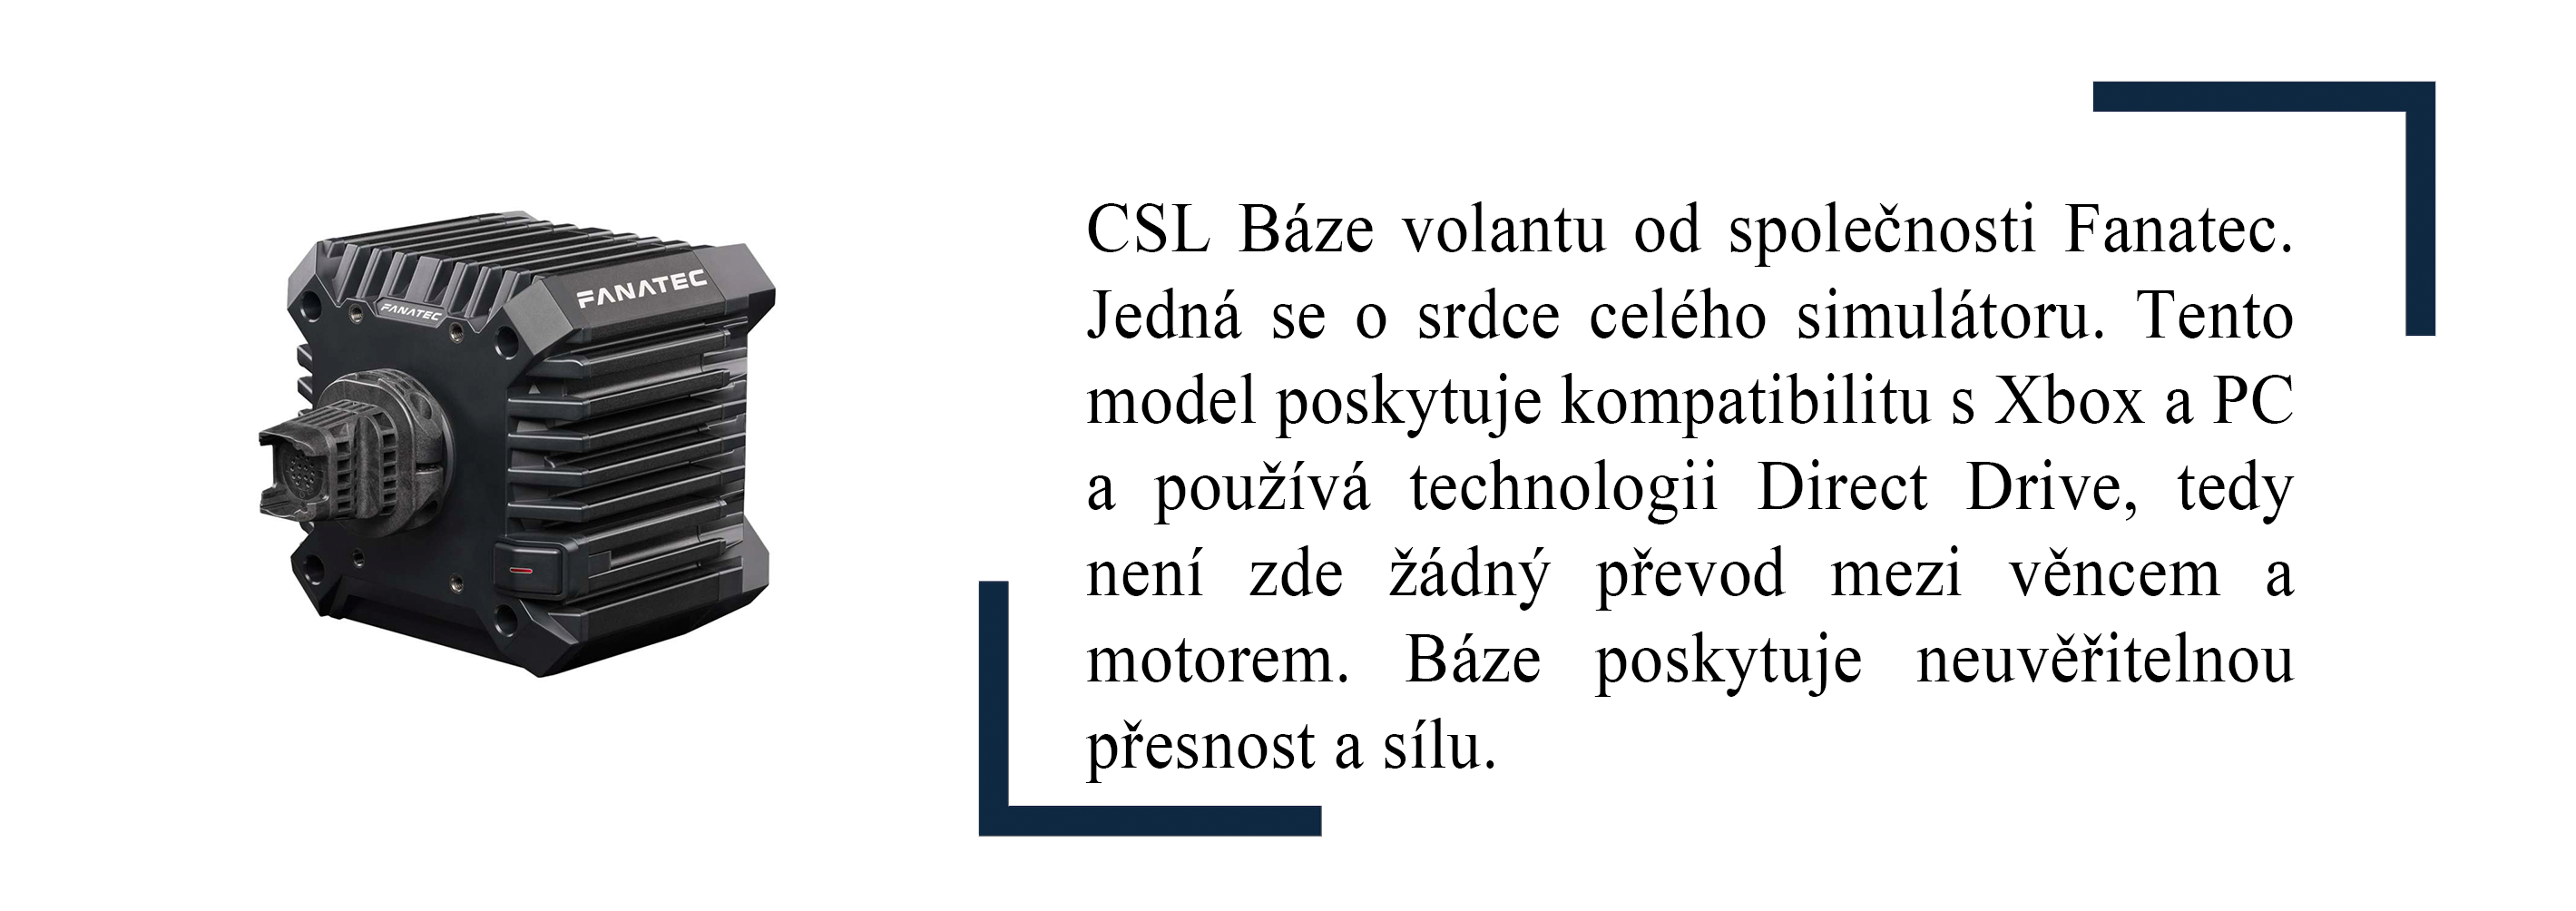 FANATEC
FANATEC
CSL Báze volantu od společnosti Fanatec.
Jedná se o srdce celého simulátoru. Tento
model poskytuje kompatibilitu s Xbox a PC
a používá technologii Direct Drive, tedy
není zde žádný převod mezi věncem a
motorem. Báze poskytuje neuvěřitelnou
přesnost a sílu.